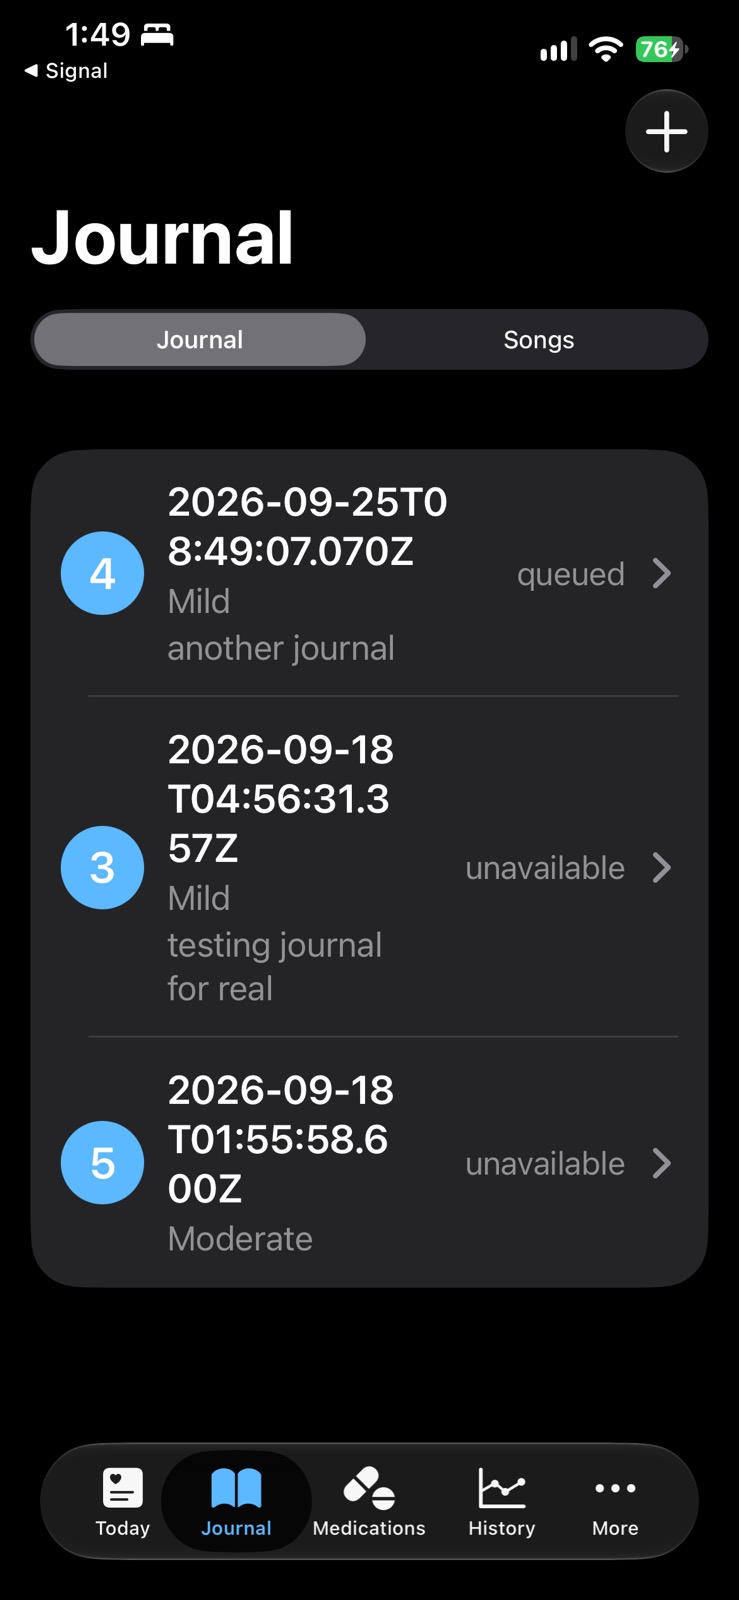 1:49
◀ Signal
76
Journal
Journal
Songs
4
2026-09-25T0
8:49:07.070Z
Mild
another journal
queued
3
2026-09-18
T04:56:31.3
57Z
Mild
testing journal
for real
unavailable
5
2026-09-18
T01:55:58.6
00Z
Moderate
unavailable
Today
Journal
Medications
History
More